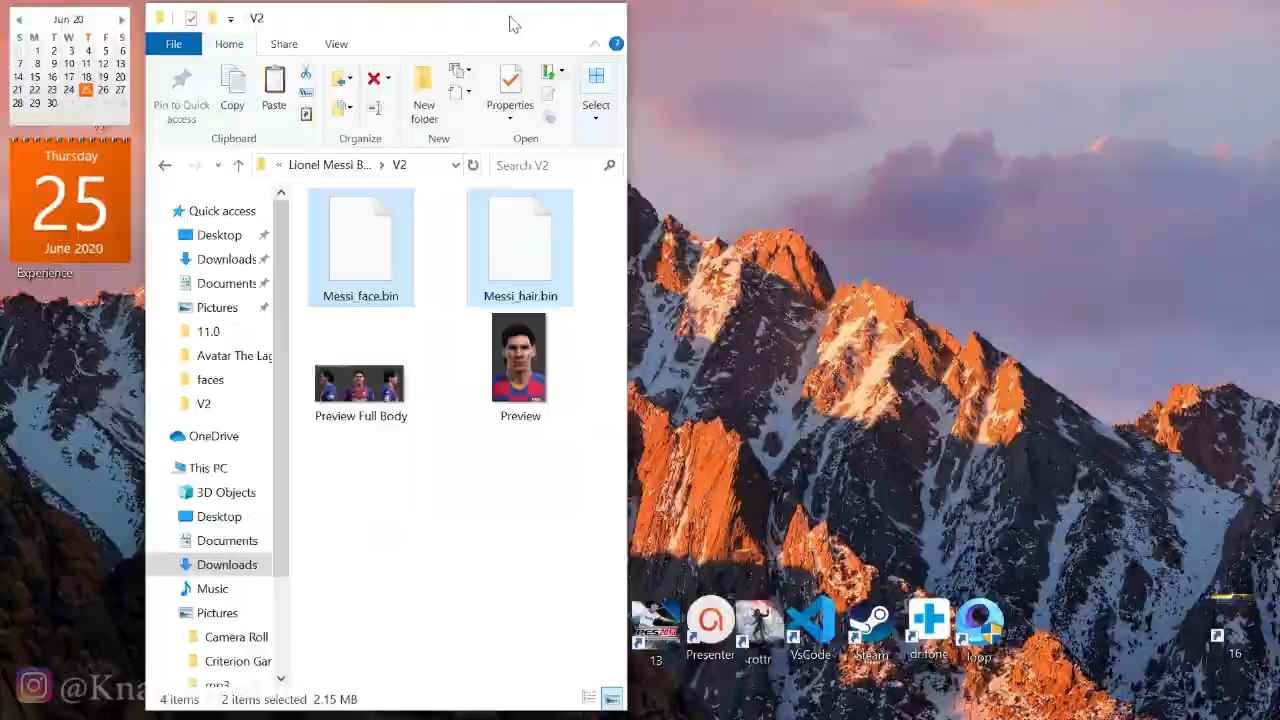 Jun 20
S M T W T F S
1 2 3 4 5 6
7 8 9 10 11 12 13
14 15 16 17 18 19 20
21 22 23 24 25 26 27
28 29 30
Thursday
25
June 2020
Experience
V2
File Home Share View
Pin to Quick access
Copy
Paste
New folder
Properties
Select
Clipboard
Organize
New
Open
« Lionel Messi B... › V2
Search V2
Quick access
Desktop
Downloads
Documents
Pictures
11.0
Avatar The Lag
faces
V2
OneDrive
This PC
3D Objects
Desktop
Documents
Downloads
Music
Pictures
Camera Roll
Criterion Gar
mp3
Messi_face.bin
Messi_hair.bin
Preview Full Body
Preview
4 items 2 items selected 2.15 MB
13
Presenter
rottr
VsCode
Steam
dr.fone
loop
16